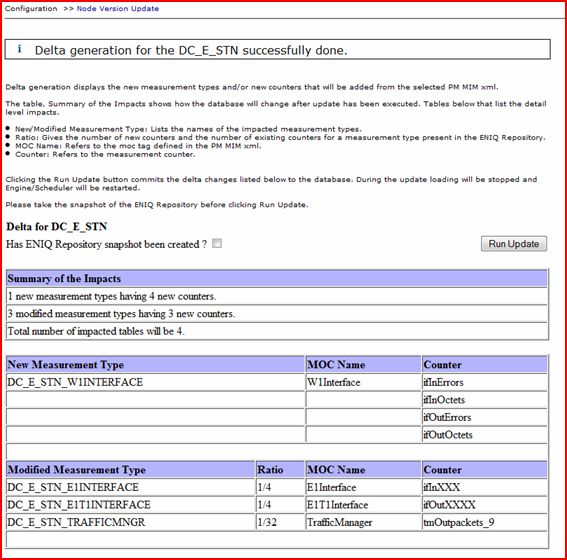 Configuration >> Node Version Update
i Delta generation for the DC_E_STN successfully done.
Delta generation displays the new measurement types and/or new counters that will be added from the selected PM MIM xml.
The table, Summary of the Impacts shows how the database will change after update has been executed. Tables below that list the detail
level impacts.
● New/Modified Measurement Type: Lists the names of the impacted measurement types.
● Ratio: Gives the number of new counters and the number of existing counters for a measurement type present in the ENIQ Repository.
● MOC Name: Refers to the moc tag defined in the PM MIM xml.
● Counter: Refers to the measurement counter.
Clicking the Run Update button commits the delta changes listed below to the database. During the update loading will be stopped and
Engine/Scheduler will be restarted.
Please take the snapshot of the ENIQ Repository before clicking Run Update.
Delta for DC_E_STN
Has ENIQ Repository snapshot been created ? Run Update
Summary of the Impacts
1 new measurement types having 4 new counters.
3 modified measurement types having 3 new counters.
Total number of impacted tables will be 4.
New Measurement Type MOC Name Counter
DC_E_STN_W1INTERFACE W1Interface ifInErrors
ifInOctets
ifOutErrors
ifOutOctets
Modified Measurement Type Ratio MOC Name Counter
DC_E_STN_E1INTERFACE 1/4 E1Interface ifInXXX
DC_E_STN_E1T1INTERFACE 1/4 E1T1Interface ifOutXXXX
DC_E_STN_TRAFFICMNGR 1/32 TrafficManager tmOutpackets_9